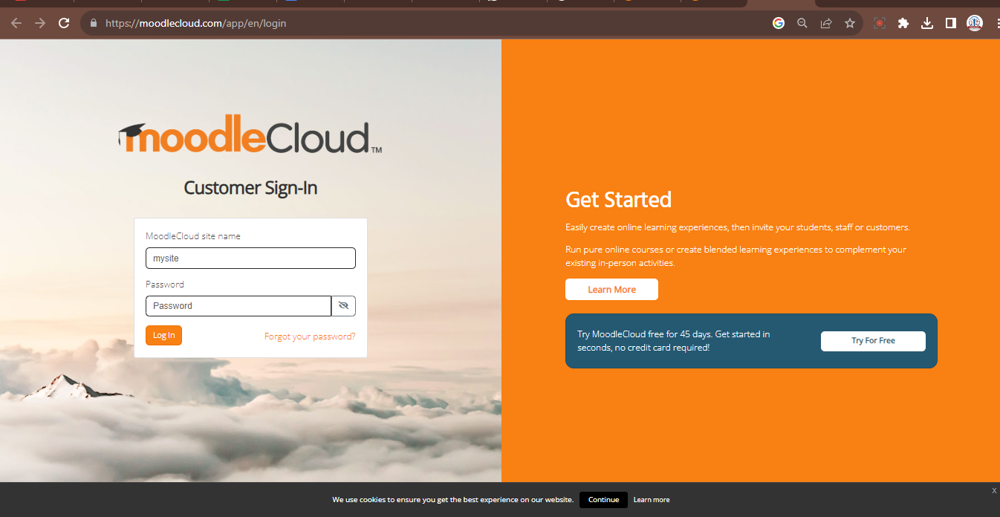 https://moodlecloud.com/app/en/login
moodleCloud™
Customer Sign-In
MoodleCloud site name
mysite
Password
Password
Log In
Forgot your password?
Get Started
Easily create online learning experiences, then invite your students, staff or customers.
Run pure online courses or create blended learning experiences to complement your
existing in-person activities.
Learn More
Try MoodleCloud free for 45 days. Get started in
seconds, no credit card required!
Try For Free
We use cookies to ensure you get the best experience on our website.
Continue
Learn more
x